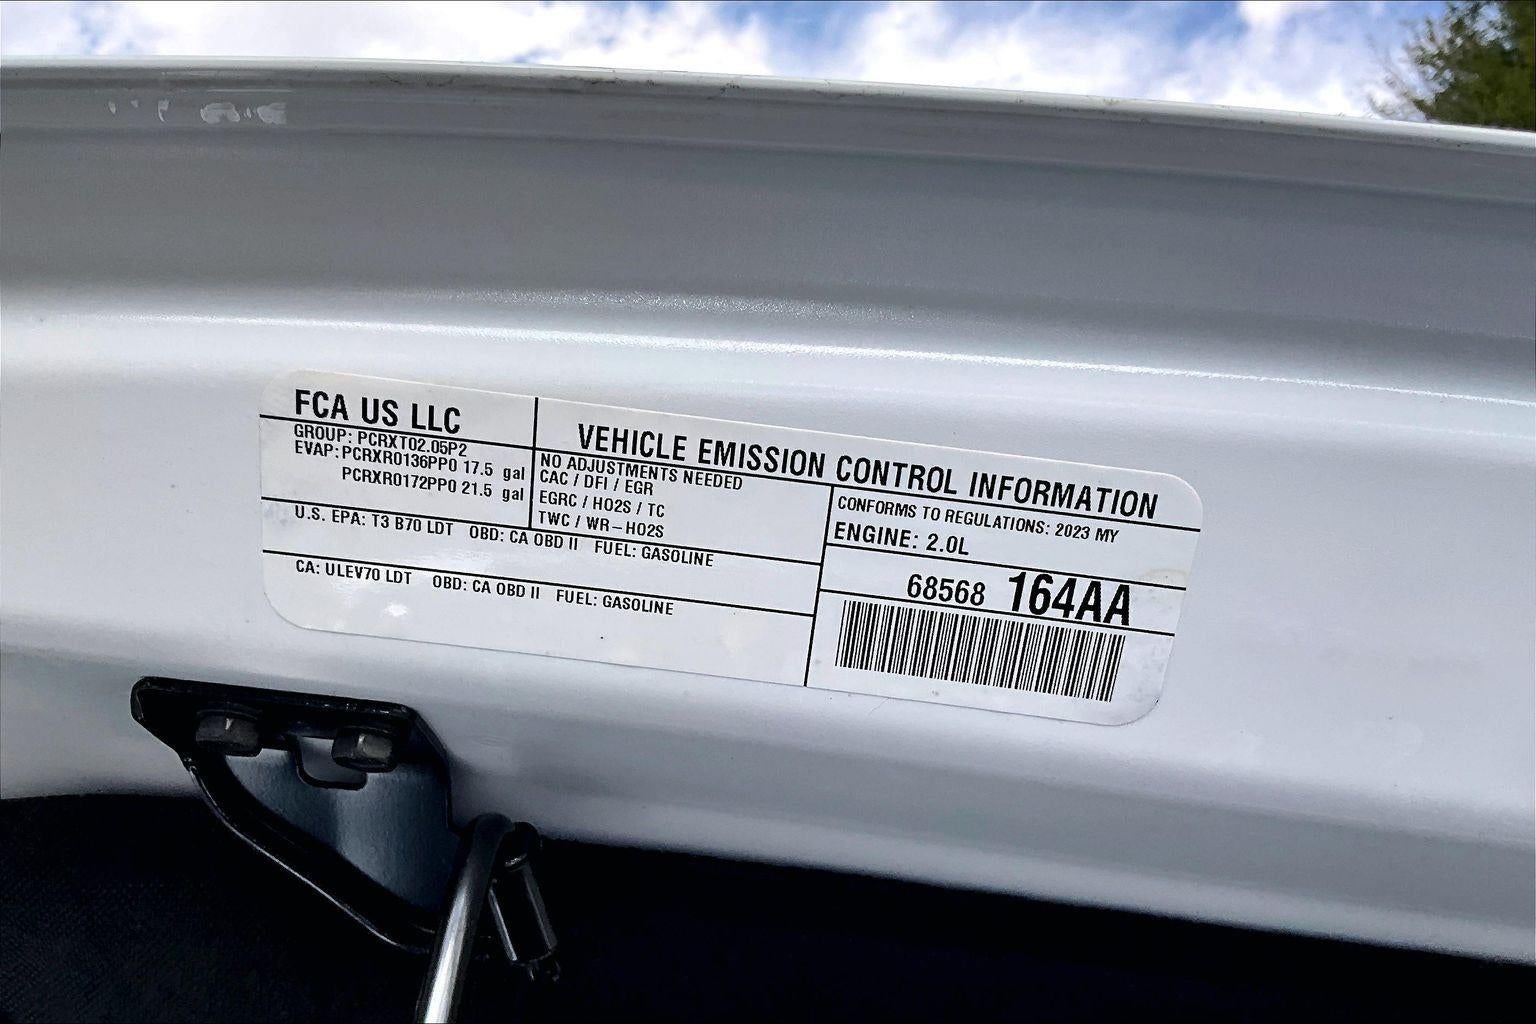 FCA US LLC
GROUP: PCRXT02.05P2
EVAP: PCRXR0136PP0 17.5 gal
PCRXR0172PP0 21.5 gal
VEHICLE EMISSION CONTROL INFORMATION
NO ADJUSTMENTS NEEDED
CAC / DFI / EGR
EGRC / HO2S / TC
TWC / WR-HO2S
CONFORMS TO REGULATIONS: 2023 MY
ENGINE: 2.0L
U.S. EPA: T3 B70 LDT OBD: CA OBD II FUEL: GASOLINE
CA: ULEV70 LDT OBD: CA OBD II FUEL: GASOLINE
68568 164AA